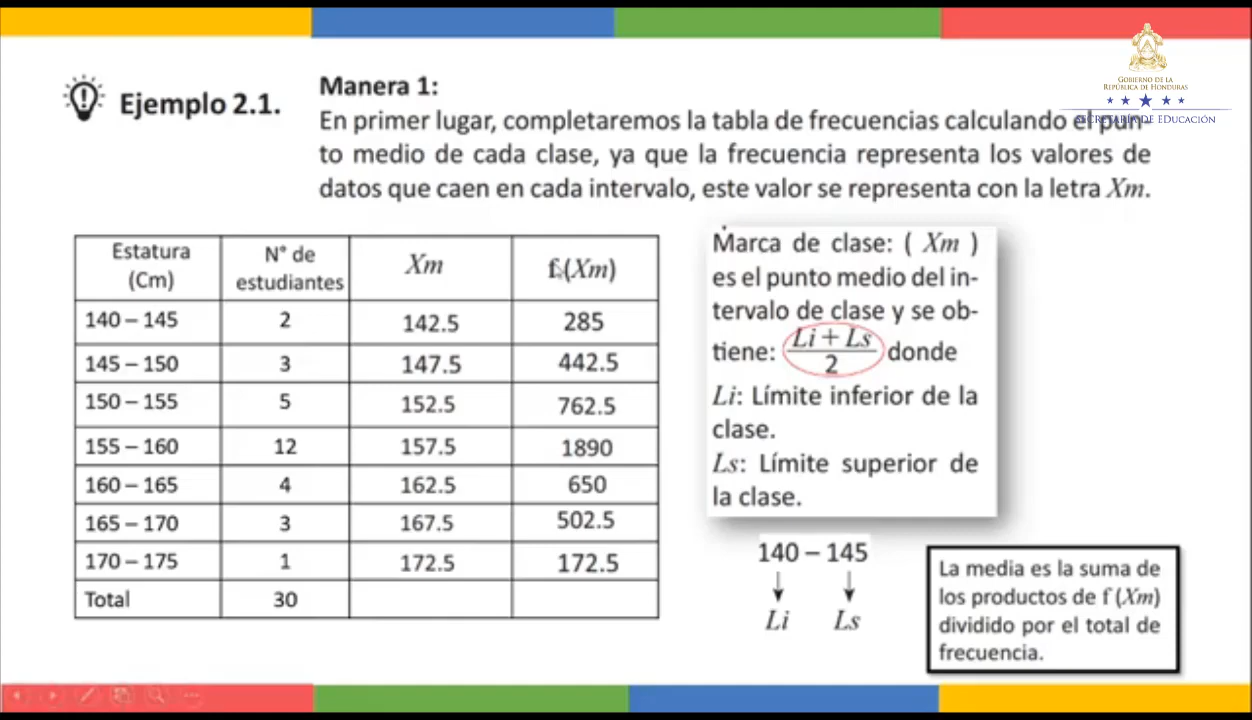 Ejemplo 2.1.
Manera 1:
En primer lugar, completaremos la tabla de frecuencias calculando el pun-
to medio de cada clase, ya que la frecuencia representa los valores de
datos que caen en cada intervalo, este valor se representa con la letra Xm.
GOBIERNO DE LA
REPÚBLICA DE HONDURAS
SECRETARÍA DE EDUCACIÓN
Estatura (Cm) N° de estudiantes Xm f(Xm)
140 – 145 2 142.5 285
145 – 150 3 147.5 442.5
150 – 155 5 152.5 762.5
155 – 160 12 157.5 1890
160 – 165 4 162.5 650
165 – 170 3 167.5 502.5
170 – 175 1 172.5 172.5
Total 30
Marca de clase: ( Xm )
es el punto medio del in-
tervalo de clase y se ob-
tiene: (Li + Ls)/2 donde
Li: Límite inferior de la
clase.
Ls: Límite superior de
la clase.
140 – 145
Li Ls
La media es la suma de
los productos de f (Xm)
dividido por el total de
frecuencia.